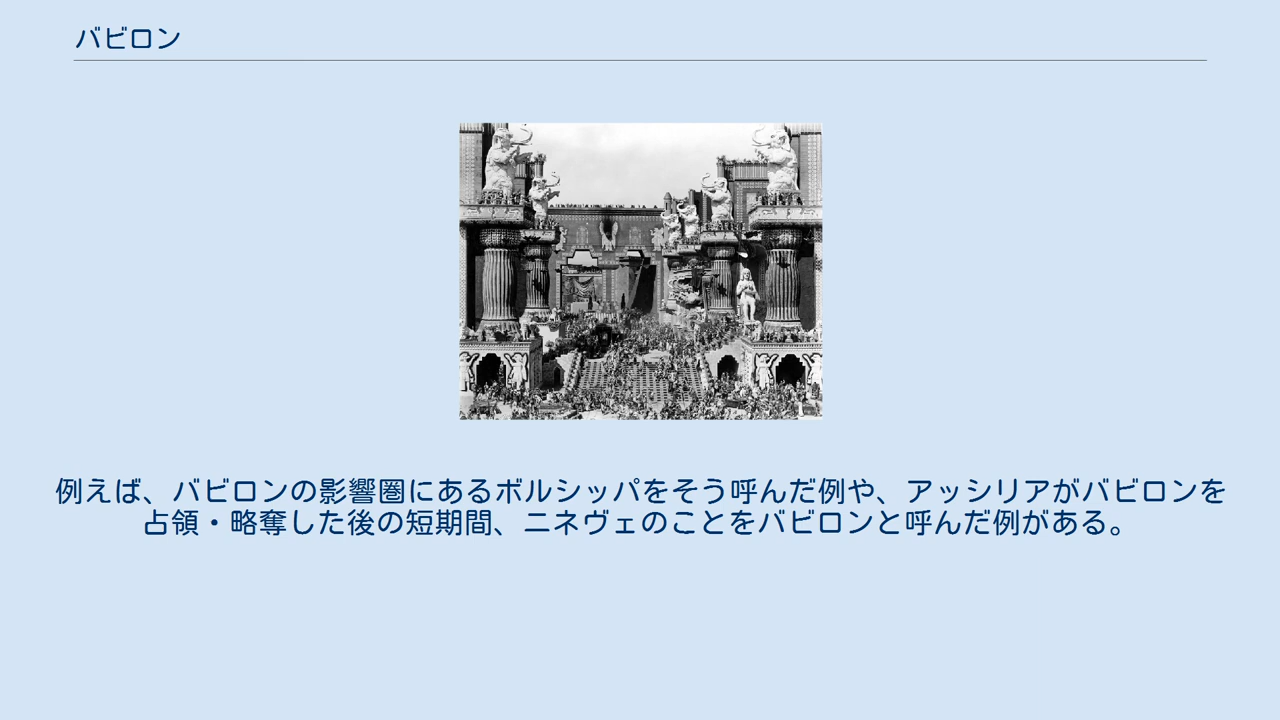 バビロン
例えば、バビロンの影響圏にあるボルシッパをそう呼んだ例や、アッシリアがバビロンを
占領・略奪した後の短期間、ニネヴェのことをバビロンと呼んだ例がある。